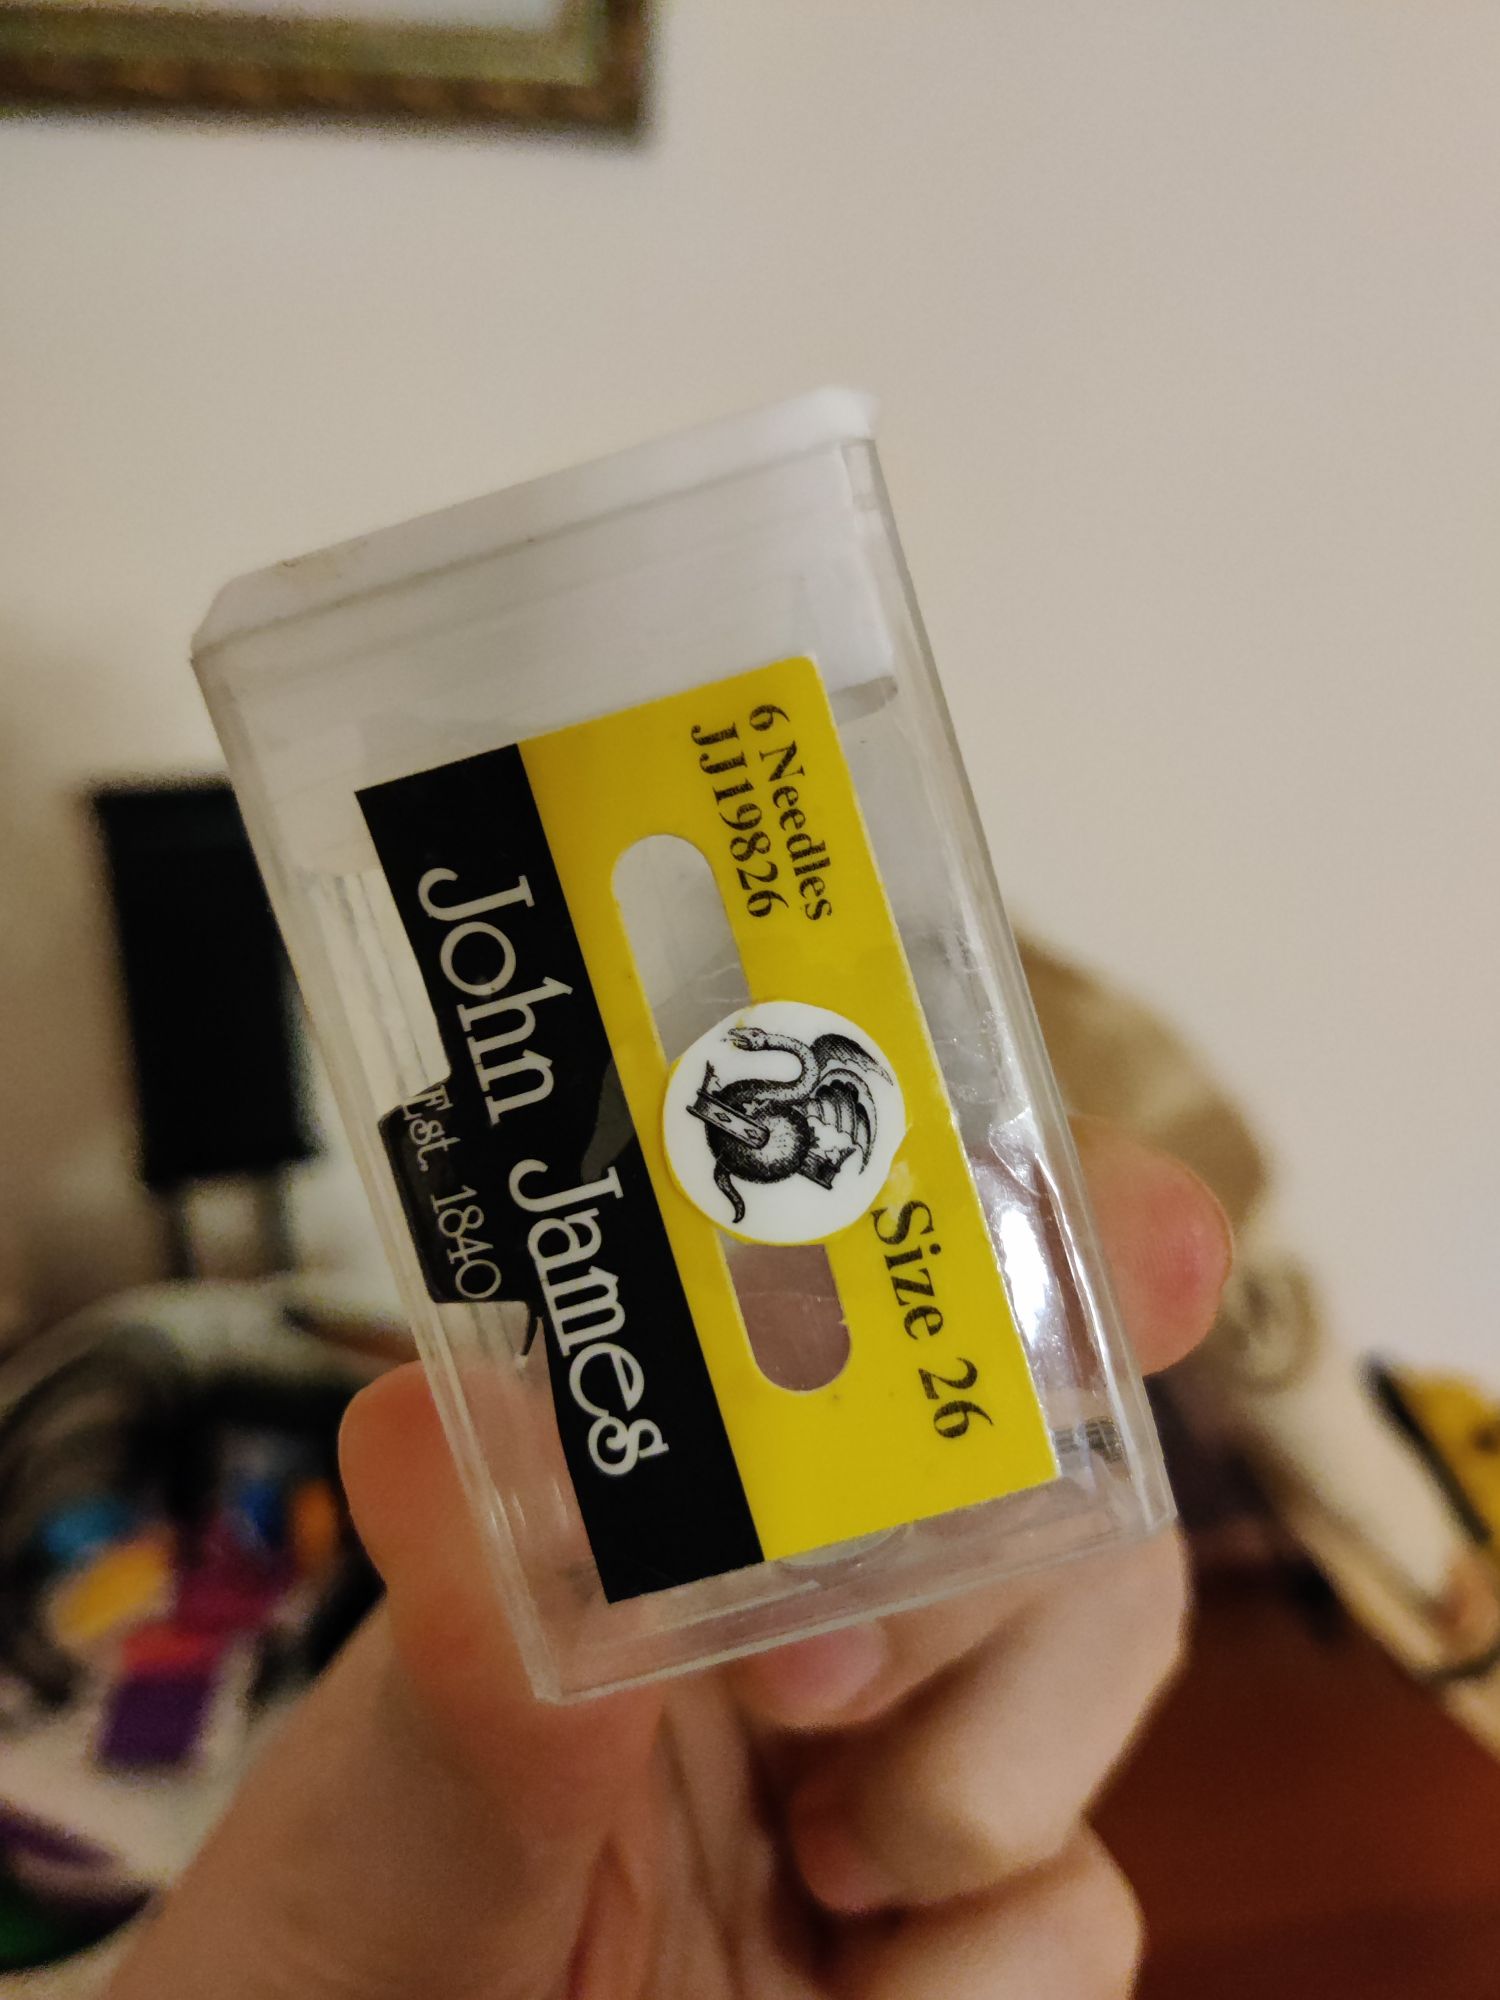 6 Needles
JJ19826
Size 26
John James
Est. 1840